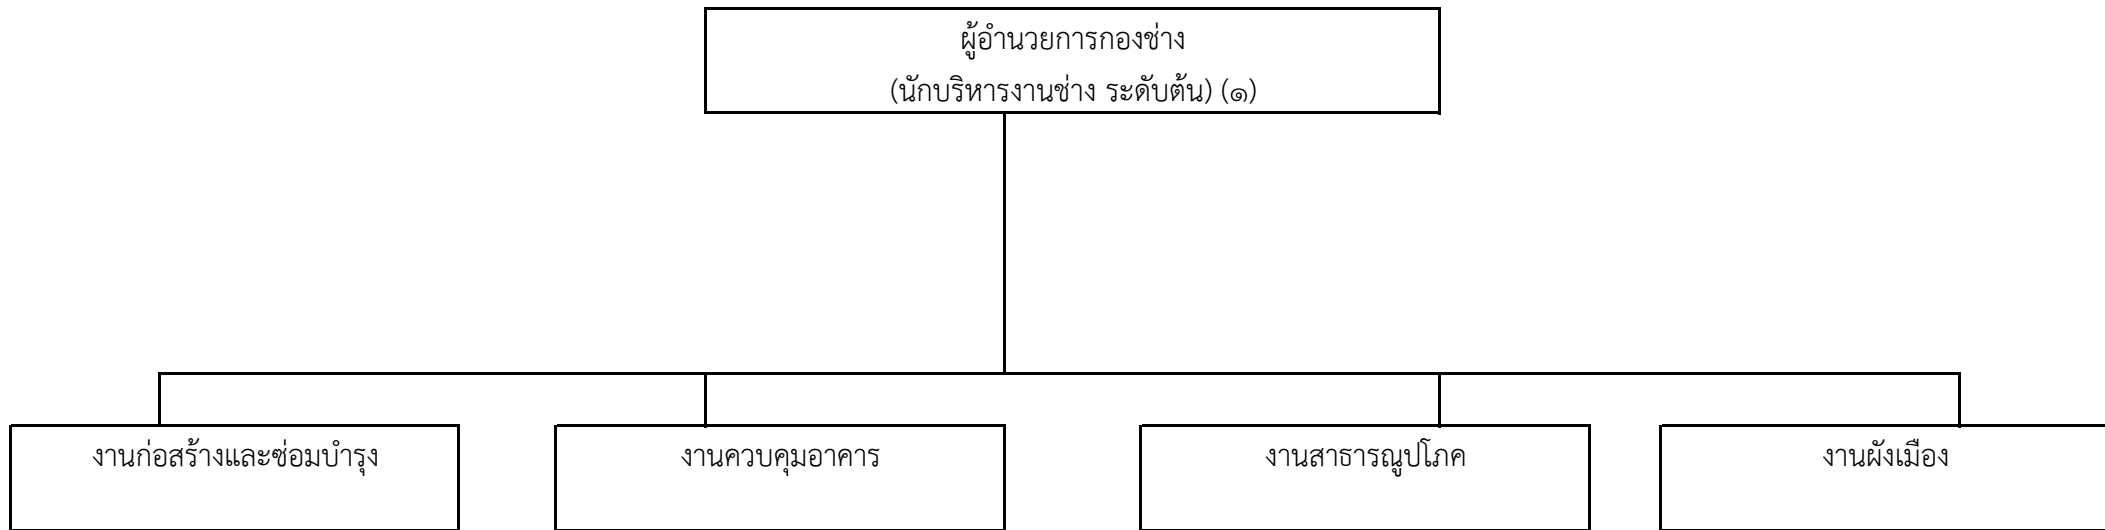 ผู้อำนวยการกองช่าง
(นักบริหารงานช่าง ระดับต้น) (๑)
งานก่อสร้างและซ่อมบำรุง
งานควบคุมอาคาร
งานสาธารณูปโภค
งานผังเมือง